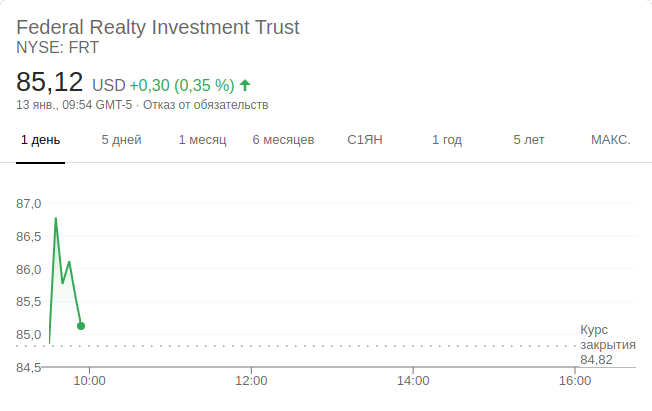 Federal Realty Investment Trust
NYSE: FRT
85,12 USD +0,30 (0,35 %)
13 янв., 09:54 GMT-5 · Отказ от обязательств
1 день 5 дней 1 месяц 6 месяцев С1ЯН 1 год 5 лет МАКС.
87,0
86,5
86,0
85,5
85,0
84,5
Курс
закрытия
84,82
10:00 12:00 14:00 16:00